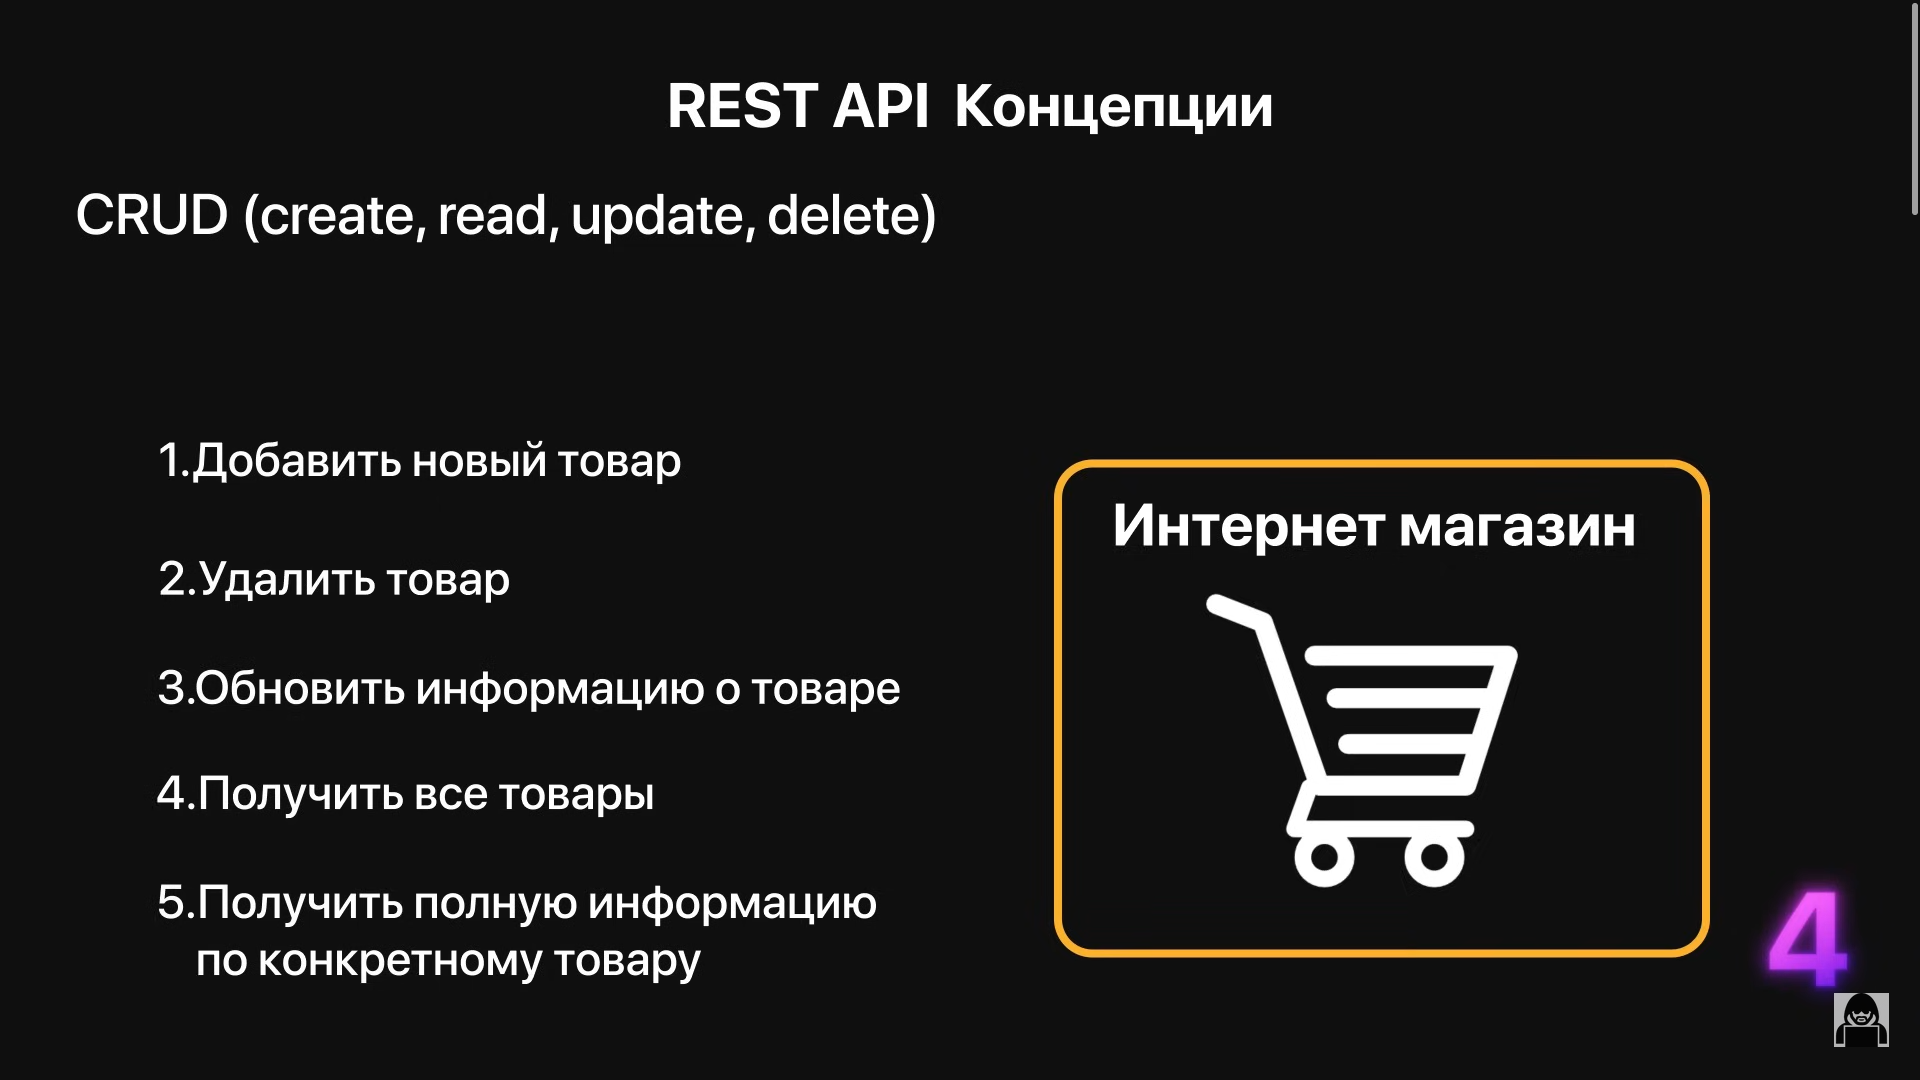 REST API Концепции
CRUD (create, read, update, delete)
1.Добавить новый товар
2.Удалить товар
3.Обновить информацию о товаре
4.Получить все товары
5.Получить полную информацию
по конкретному товару
Интернет магазин
4